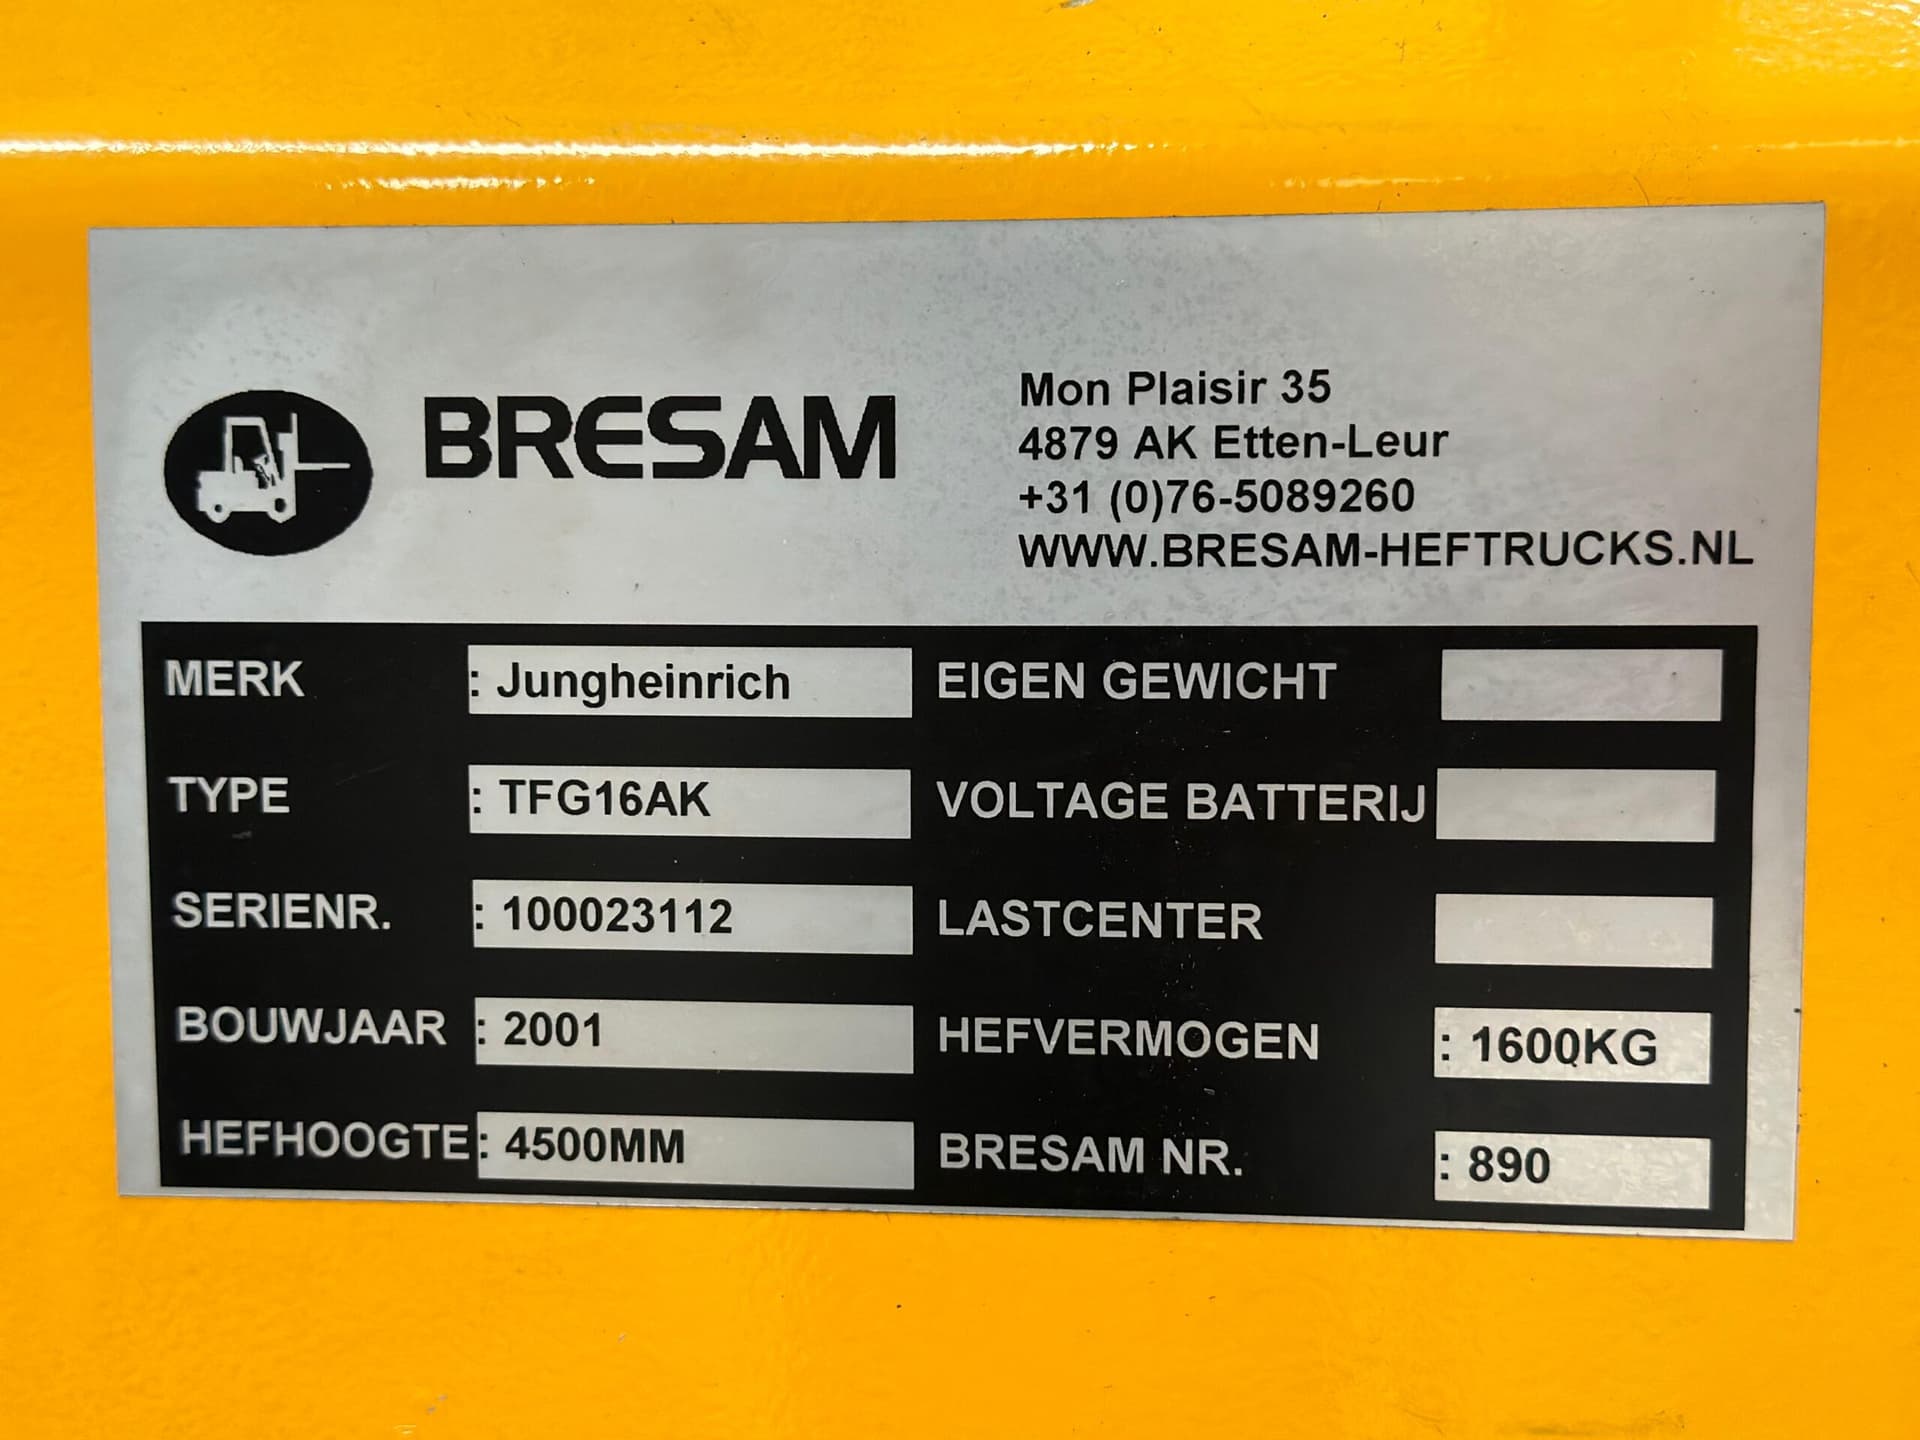 BRESAM
Mon Plaisir 35
4879 AK Etten-Leur
+31 (0)76-5089260
WWW.BRESAM-HEFTRUCKS.NL
MERK : Jungheinrich
EIGEN GEWICHT
TYPE : TFG16AK
VOLTAGE BATTERIJ
SERIENR. : 100023112
LASTCENTER
BOUWJAAR : 2001
HEFVERMOGEN : 1600KG
HEFHOOGTE : 4500MM
BRESAM NR. : 890